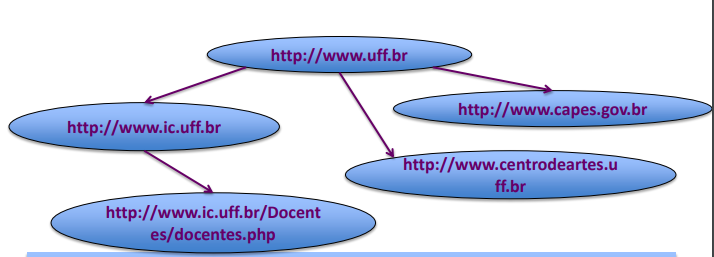 http://www.uff.br
http://www.capes.gov.br
http://www.ic.uff.br
http://www.centrodeartes.u
ff.br
http://www.ic.uff.br/Docent
es/docentes.php